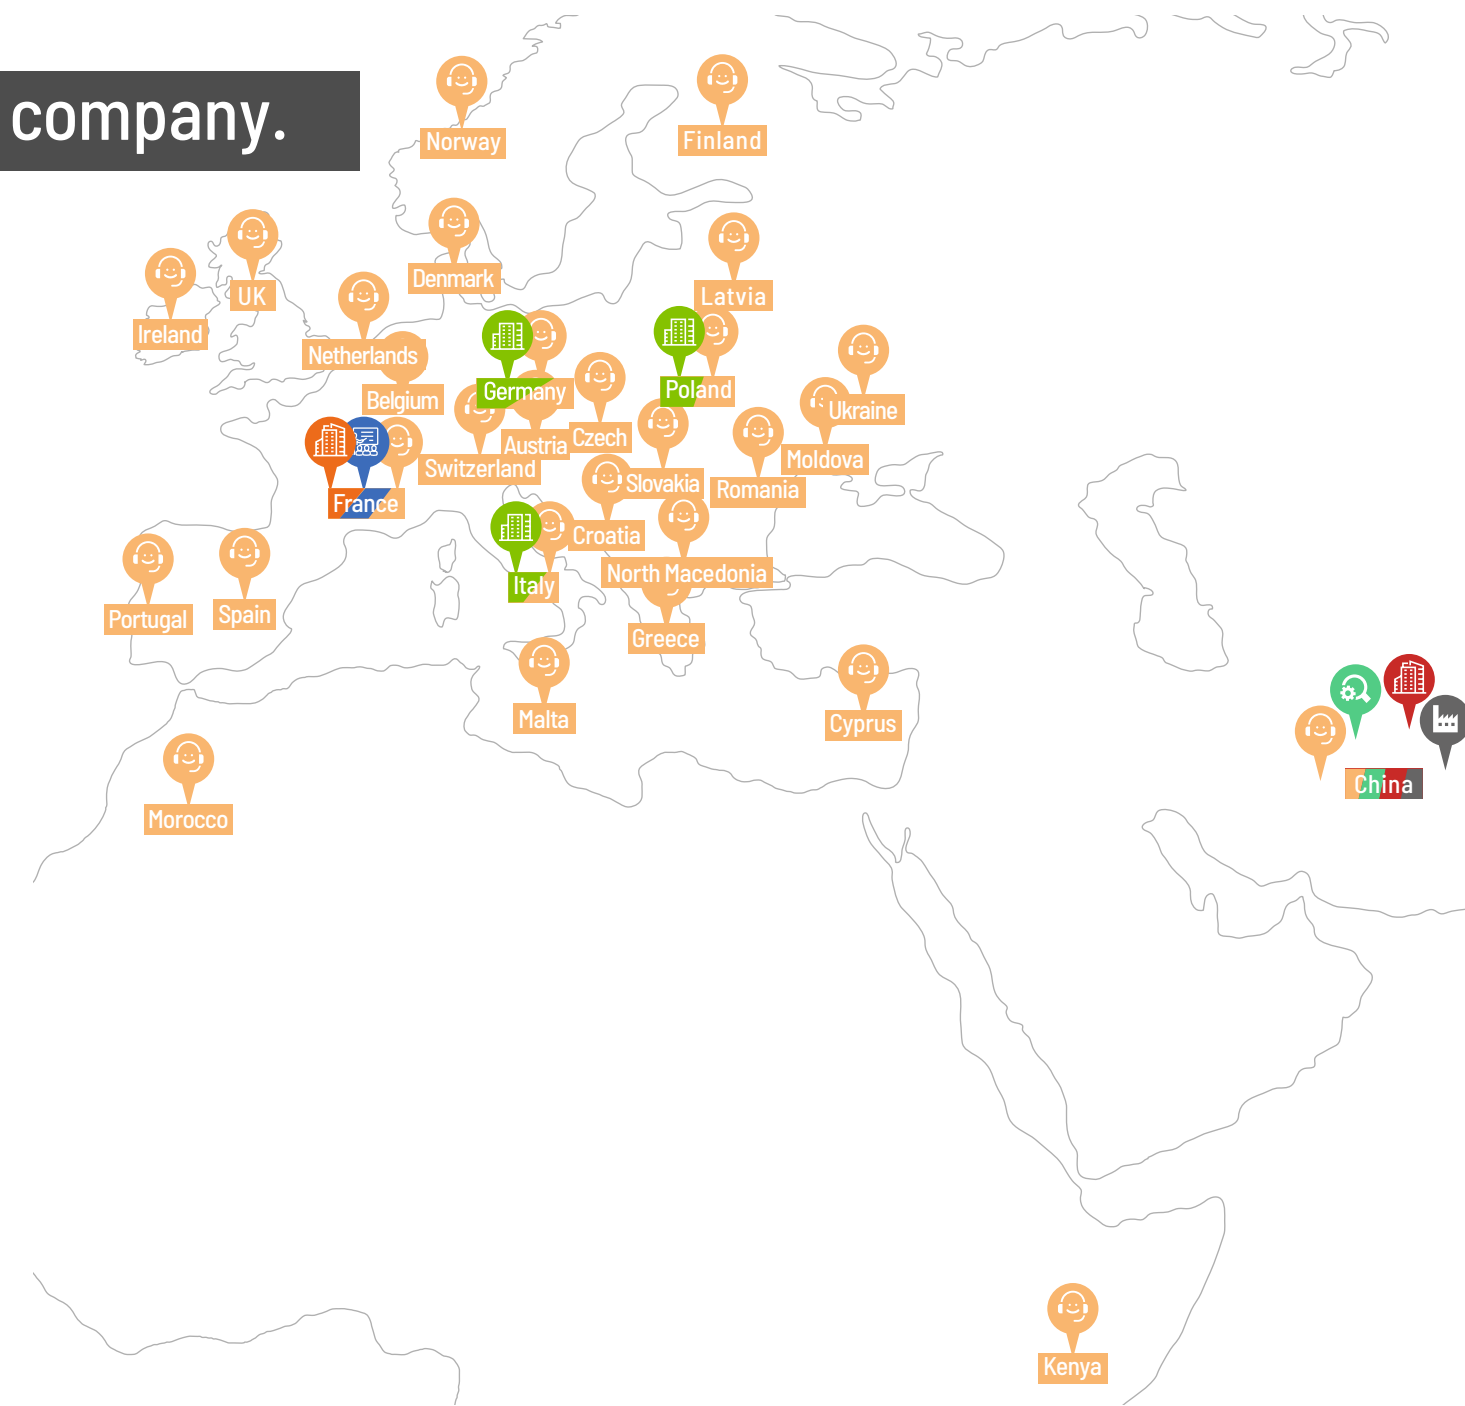 company.
Norway
Finland
Denmark
Latvia
UK
Ireland
Netherlands
Belgium
Germany
Poland
Ukraine
Austria
Czech
Switzerland
Moldova
Slovakia
Romania
France
Croatia
North Macedonia
Italy
Portugal
Spain
Greece
Malta
Cyprus
China
Morocco
Kenya